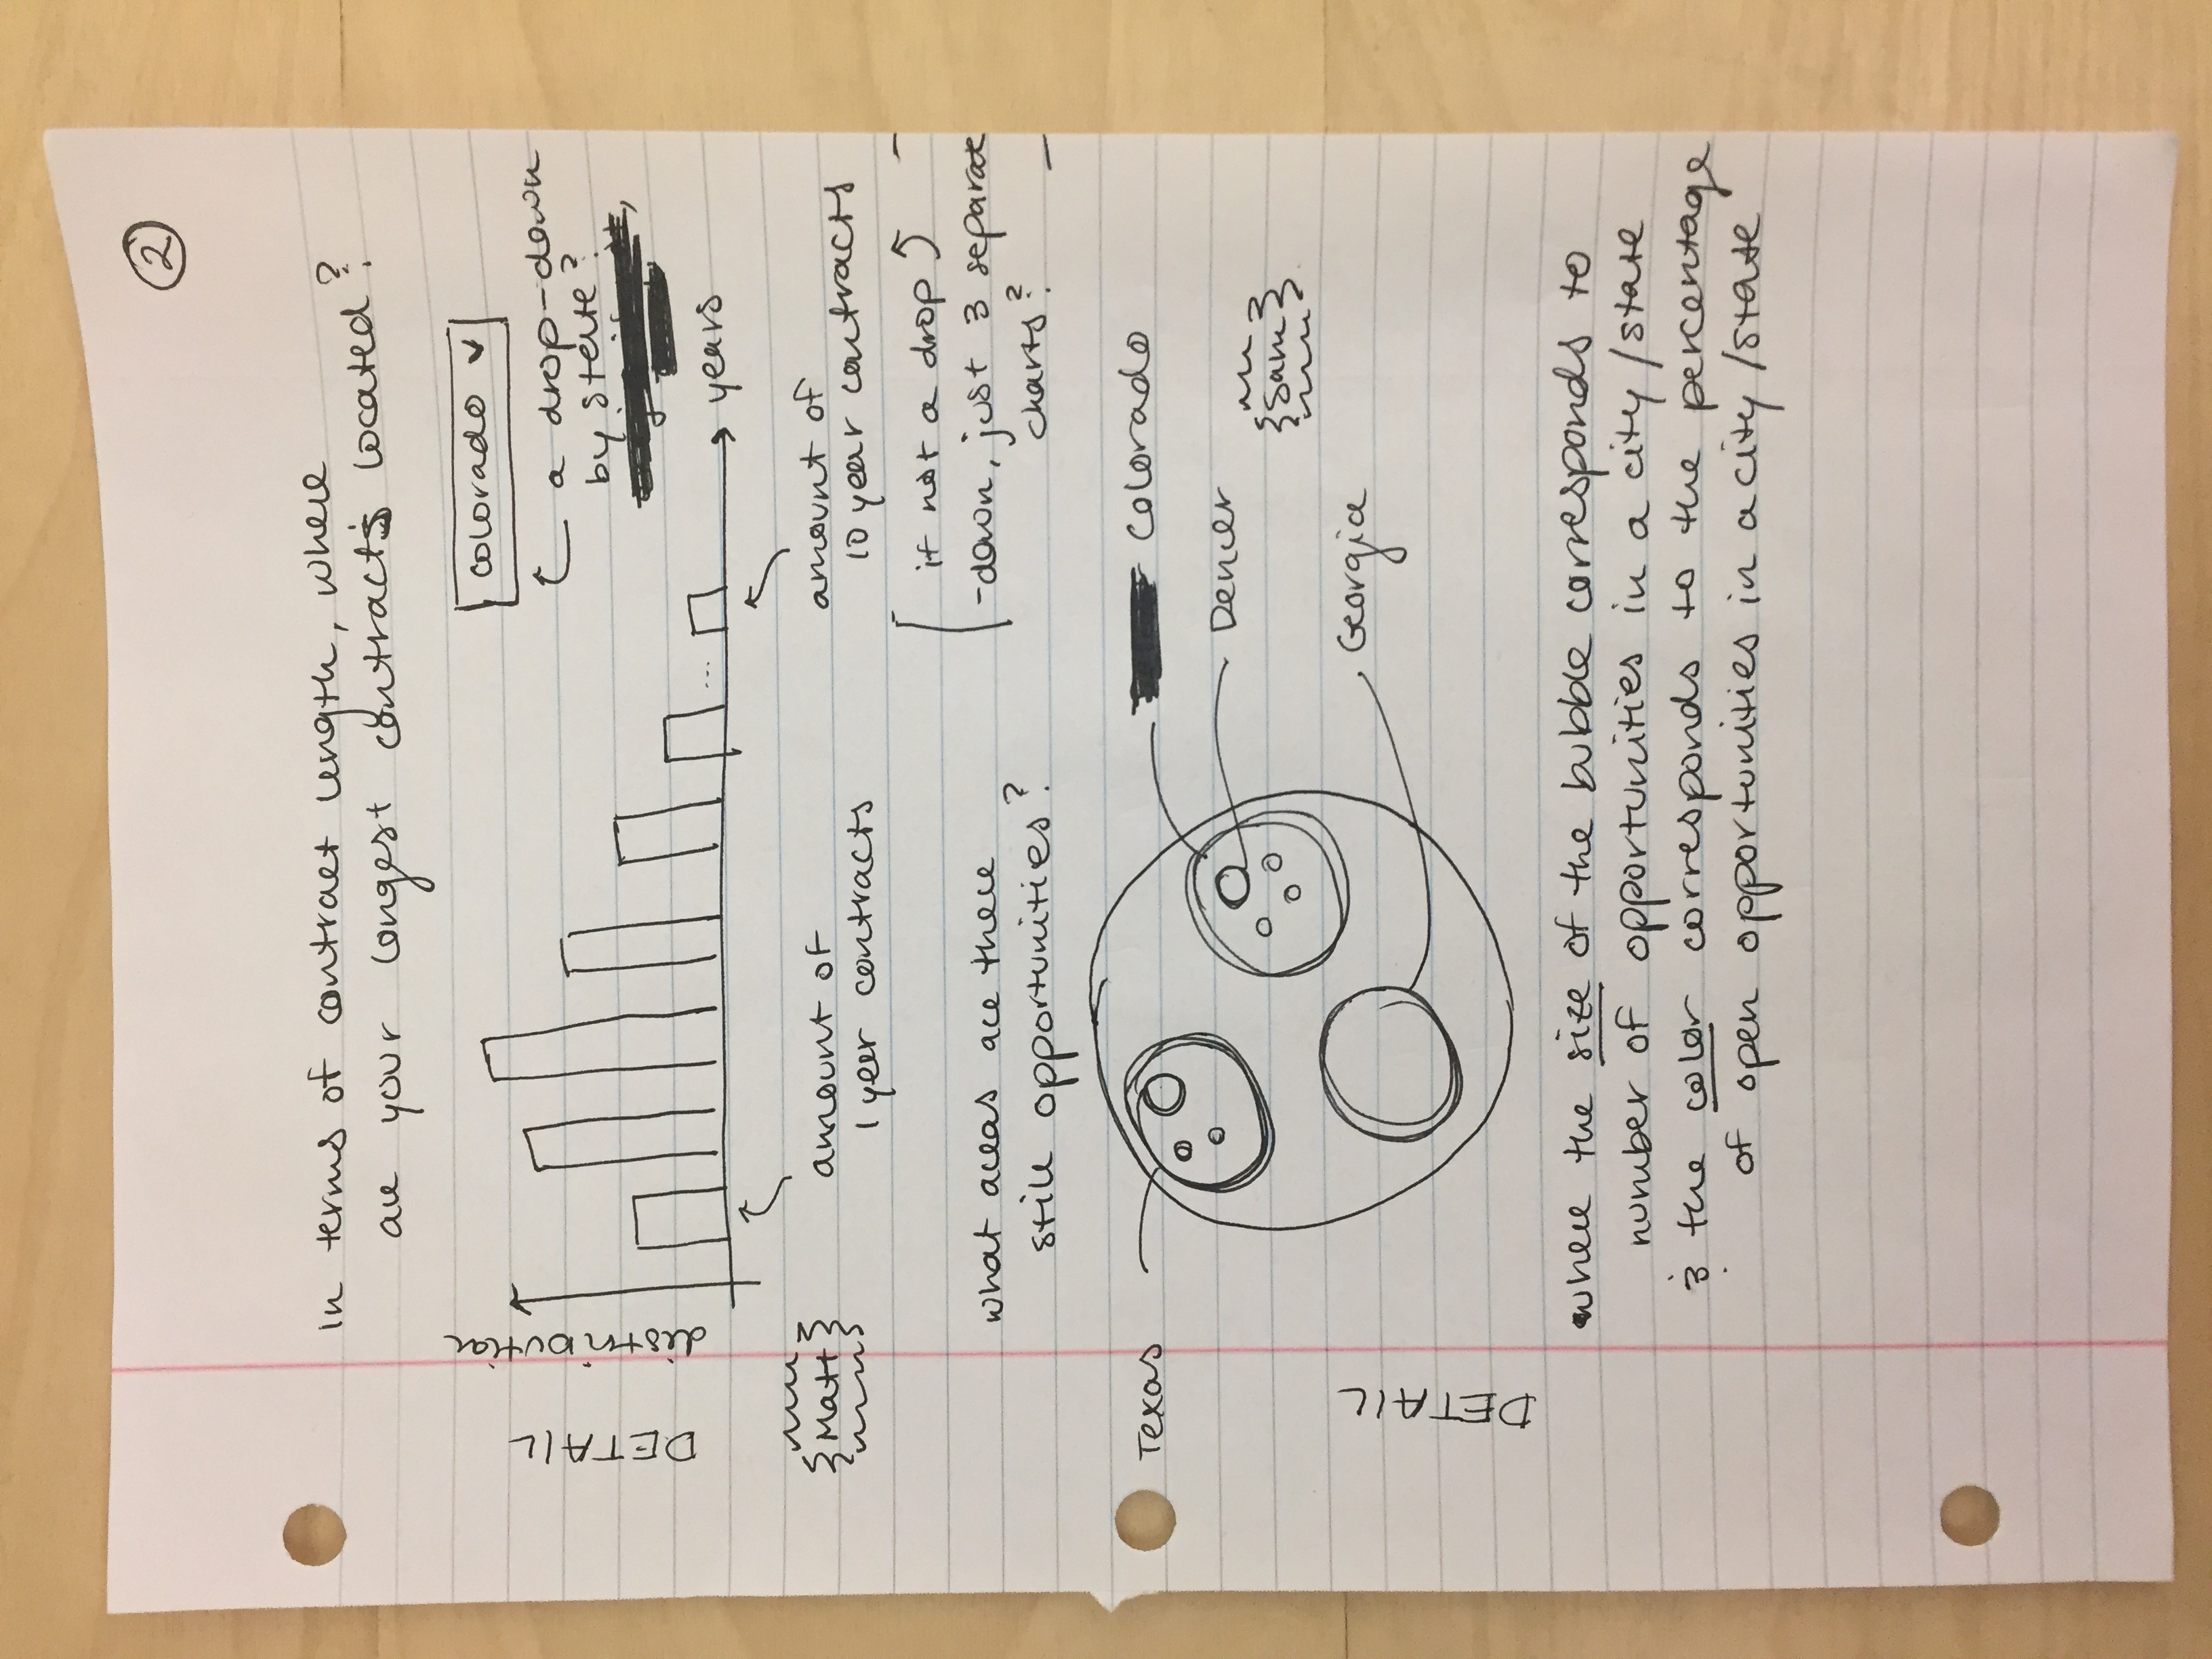 2
in terms of contract length, where
are your longest contracts located?
DETAIL
distribution
colorado
a drop-down
by state?
years
{Matt}
amount of
1 year contracts
amount of
10 year contracts
if not a drop
-down, just 3 separate
charts?
what areas are there
still opportunities?
Texas
Colorado
Denver
{Sam}
Georgia
DETAIL
where the size of the bubble corresponds to
number of opportunities in a city/state
& the color corresponds to the percentage
of open opportunities in a city/state